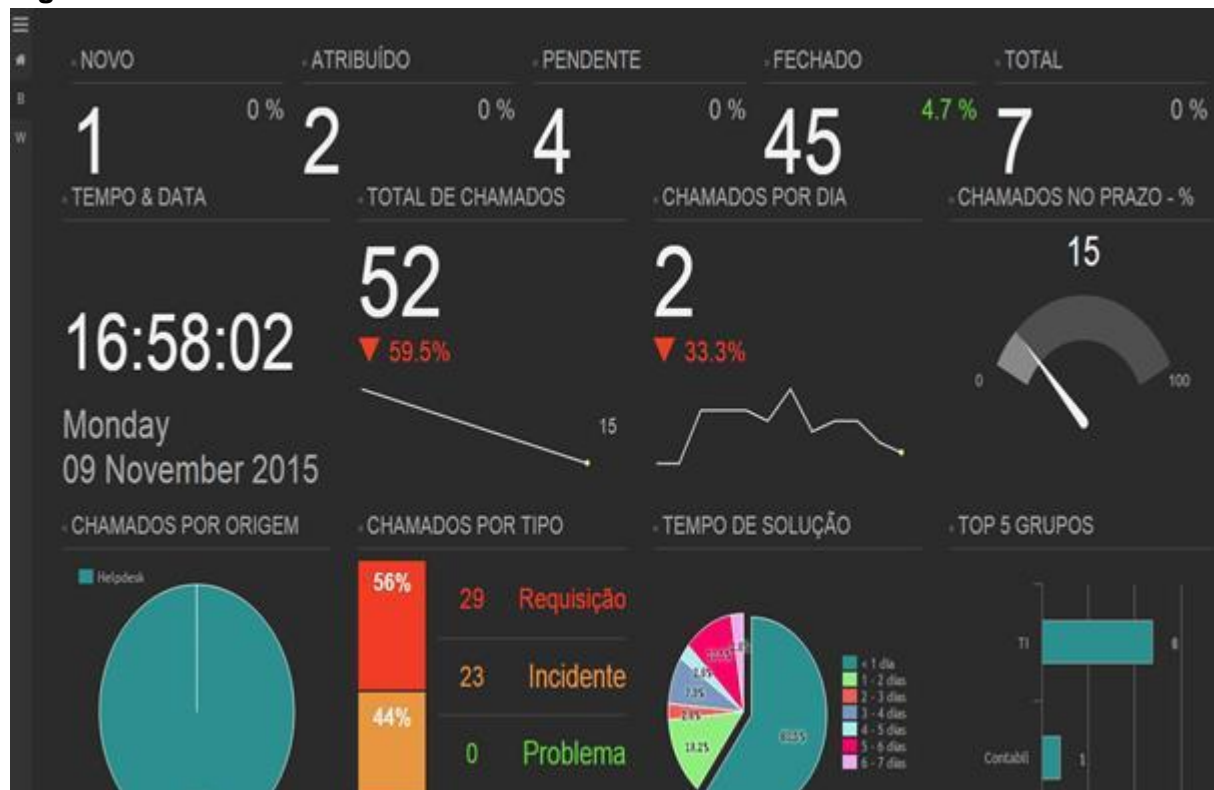 NOVO
ATRIBUÍDO
PENDENTE
FECHADO
TOTAL
1
0 %
2
0 %
4
0 %
45
4.7 %
7
0 %
TEMPO & DATA
TOTAL DE CHAMADOS
CHAMADOS POR DIA
CHAMADOS NO PRAZO - %
16:58:02
Monday
09 November 2015
52
59.5%
15
2
33.3%
15
0
100
CHAMADOS POR ORIGEM
CHAMADOS POR TIPO
TEMPO DE SOLUÇÃO
TOP 5 GRUPOS
Helpdesk
56%
29 Requisição
23 Incidente
44%
0 Problema
< 1 dia
1 - 2 dias
2 - 3 dias
3 - 4 dias
4 - 5 dias
5 - 6 dias
6 - 7 dias
TI
Contabili
1
B
W